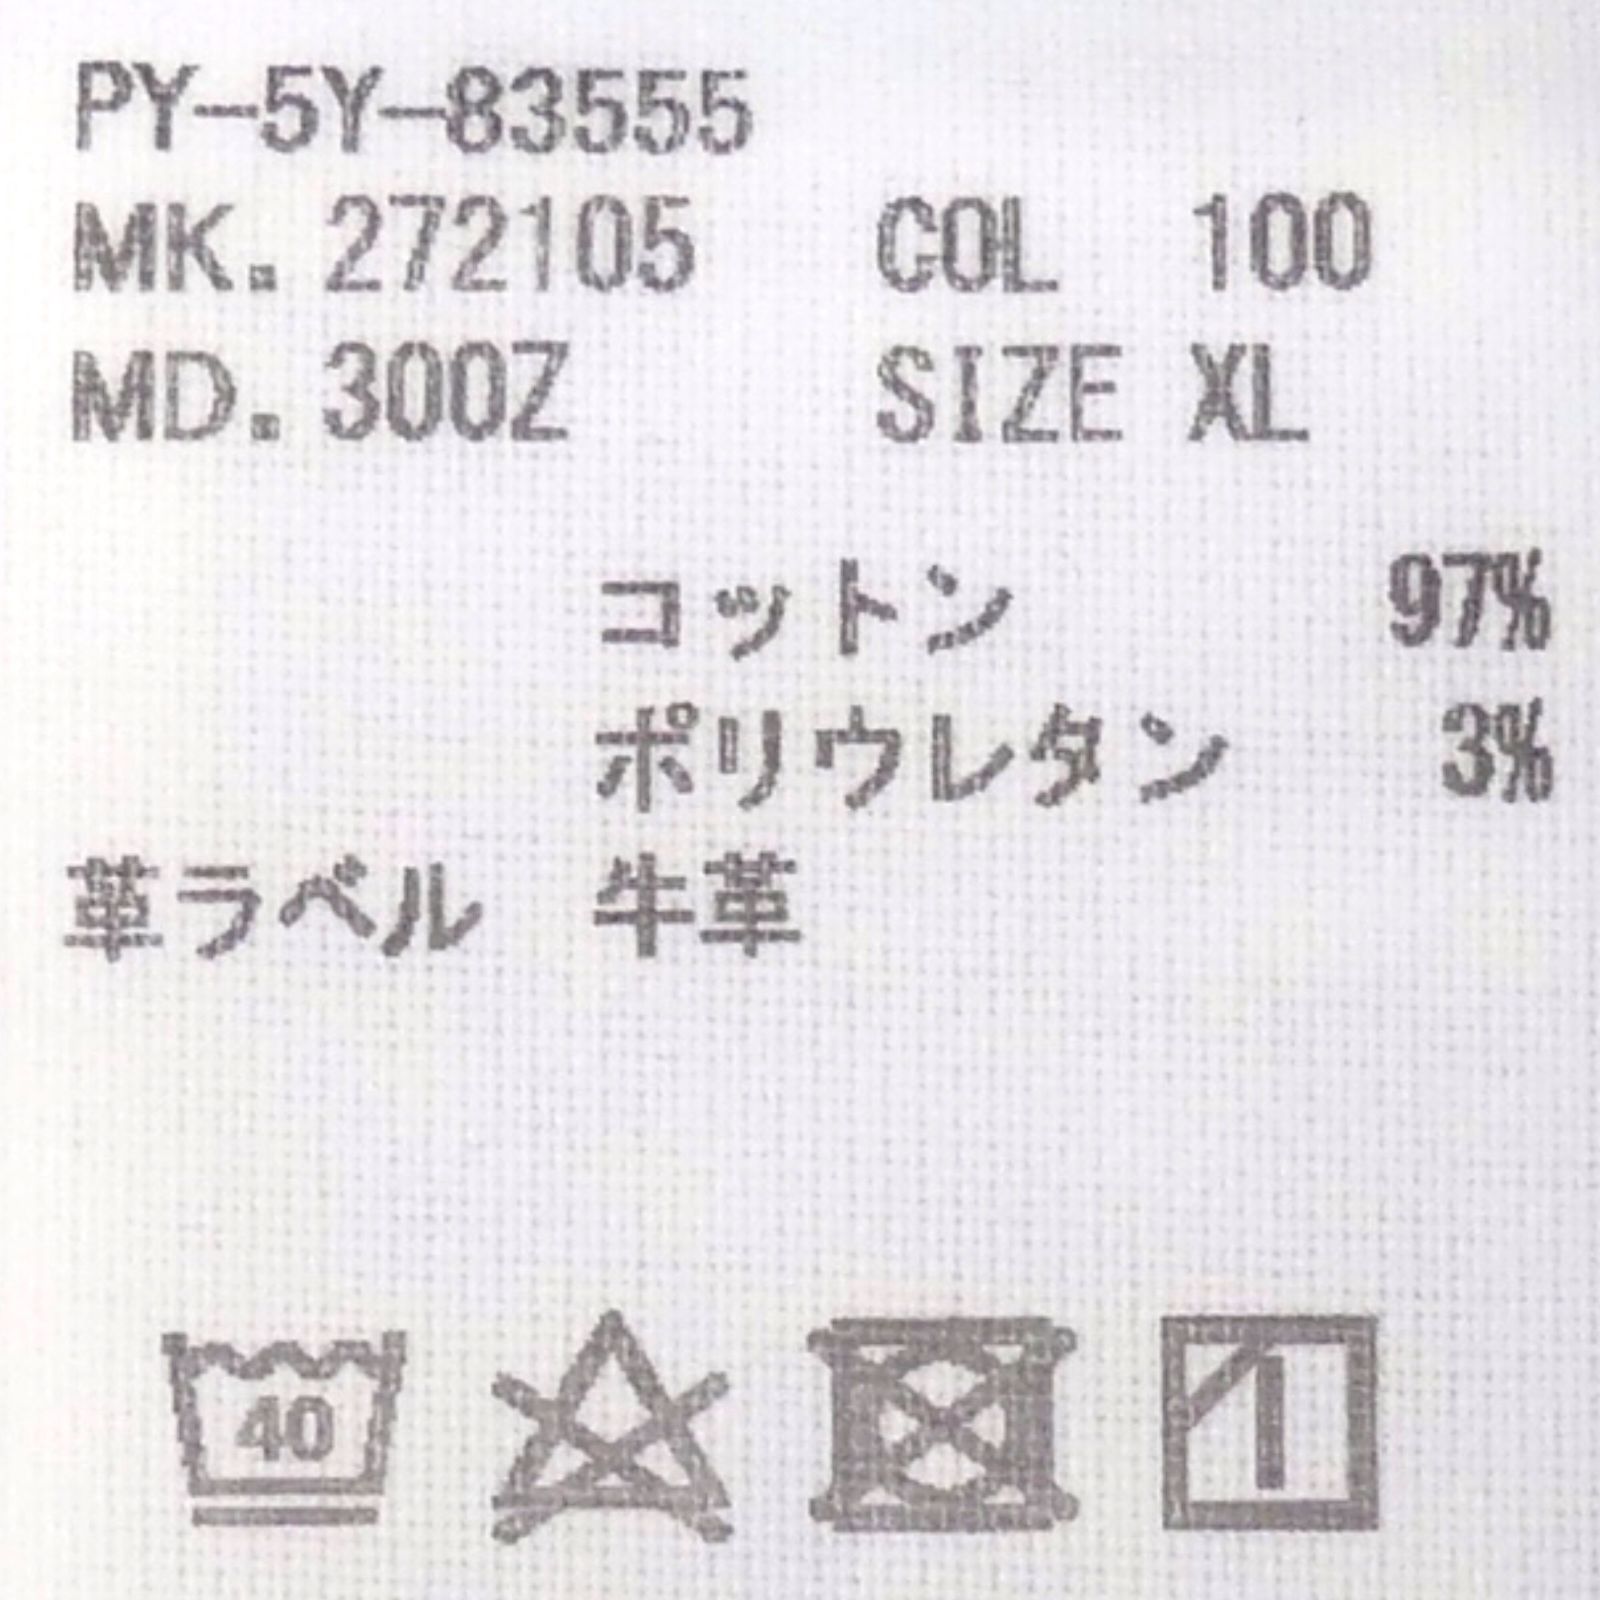 PY-5Y-83555
MK. 272105 COL 100
MD. 300Z SIZE XL
コットン 97%
ポリウレタン 3%
革ラベル 牛革
40